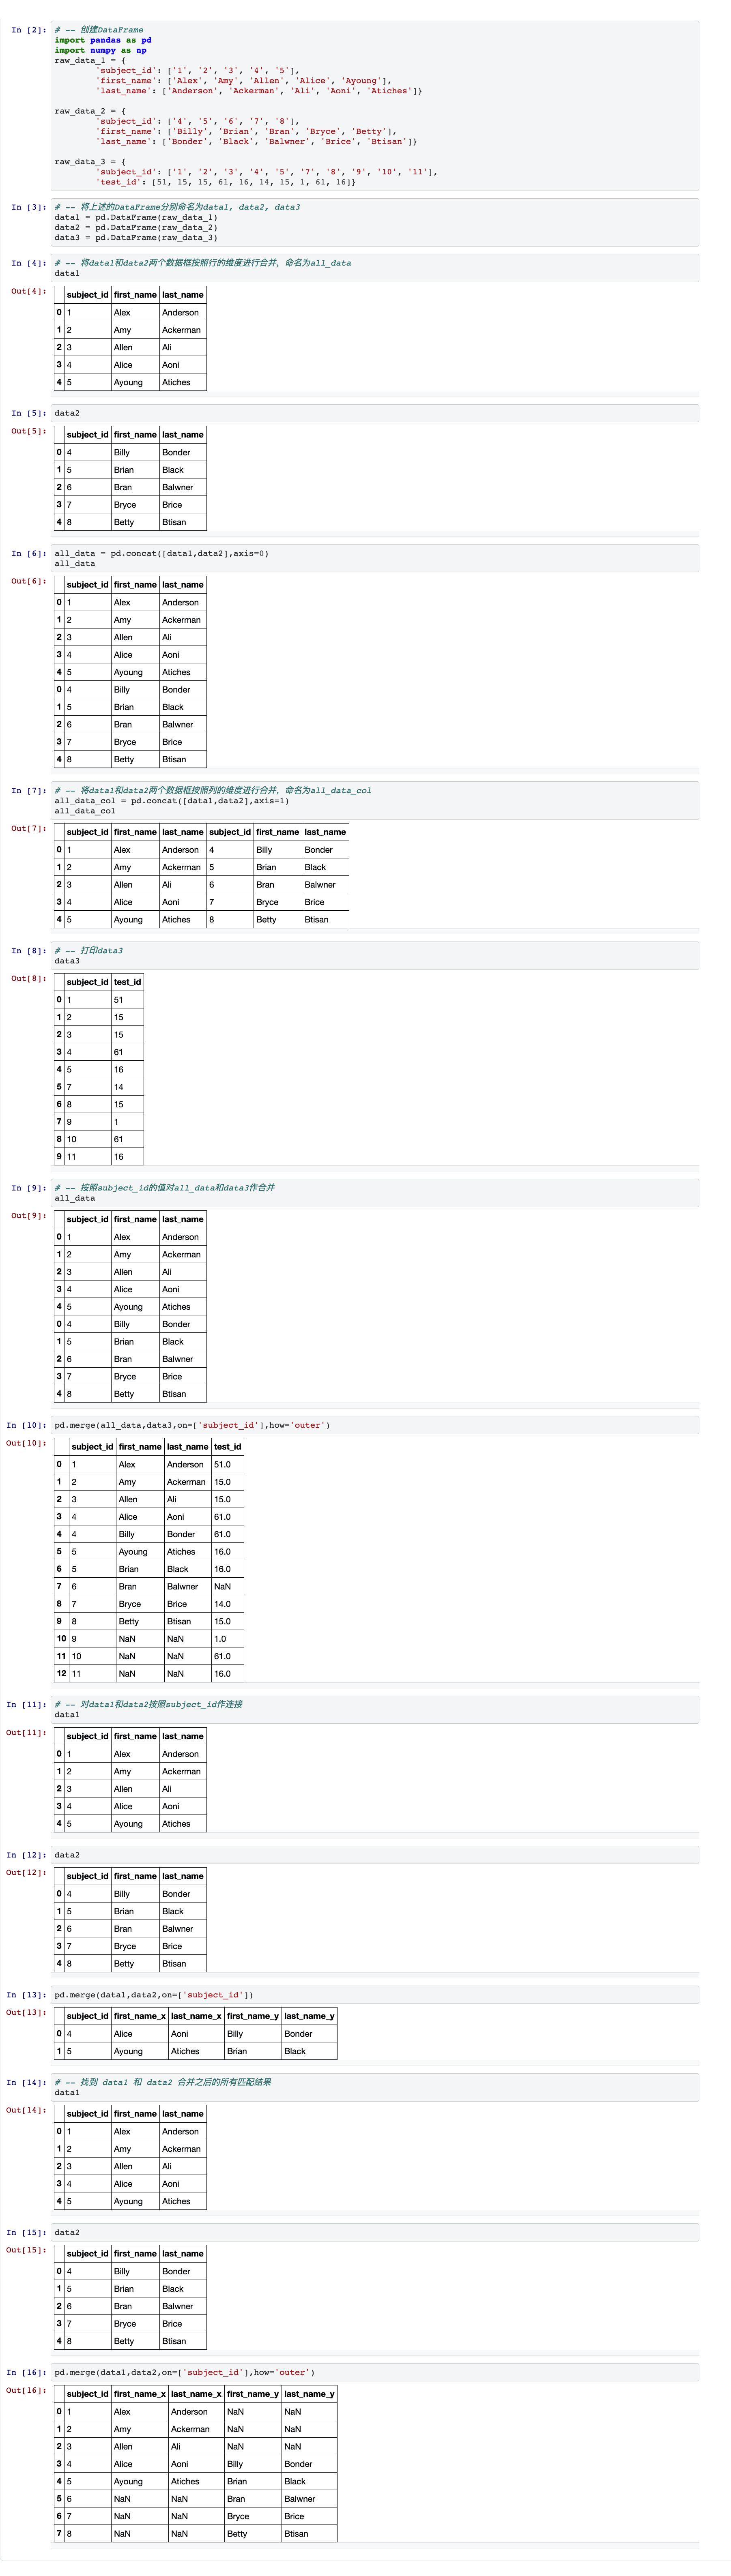 In [2]: # -- 创建DataFrame
import pandas as pd
import numpy as np
raw_data_1 = {
'subject_id': ['1', '2', '3', '4', '5'],
'first_name': ['Alex', 'Amy', 'Allen', 'Alice', 'Ayoung'],
'last_name': ['Anderson', 'Ackerman', 'Ali', 'Aoni', 'Atiches']}
raw_data_2 = {
'subject_id': ['4', '5', '6', '7', '8'],
'first_name': ['Billy', 'Brian', 'Bran', 'Bryce', 'Betty'],
'last_name': ['Bonder', 'Black', 'Balwner', 'Brice', 'Btisan']}
raw_data_3 = {
'subject_id': ['1', '2', '3', '4', '5', '7', '8', '9', '10', '11'],
'test_id': [51, 15, 15, 61, 16, 14, 15, 1, 61, 16]}
In [3]: # -- 将上述的DataFrame分别命名为data1, data2, data3
data1 = pd.DataFrame(raw_data_1)
data2 = pd.DataFrame(raw_data_2)
data3 = pd.DataFrame(raw_data_3)
In [4]: # -- 将data1和data2两个数据框按照行的维度进行合并，命名为all_data
data1
Out[4]:
subject_id first_name last_name
0 1 Alex Anderson
1 2 Amy Ackerman
2 3 Allen Ali
3 4 Alice Aoni
4 5 Ayoung Atiches
In [5]: data2
Out[5]:
subject_id first_name last_name
0 4 Billy Bonder
1 5 Brian Black
2 6 Bran Balwner
3 7 Bryce Brice
4 8 Betty Btisan
In [6]: all_data = pd.concat([data1,data2],axis=0)
all_data
Out[6]:
subject_id first_name last_name
0 1 Alex Anderson
1 2 Amy Ackerman
2 3 Allen Ali
3 4 Alice Aoni
4 5 Ayoung Atiches
0 4 Billy Bonder
1 5 Brian Black
2 6 Bran Balwner
3 7 Bryce Brice
4 8 Betty Btisan
In [7]: # -- 将data1和data2两个数据框按照列的维度进行合并，命名为all_data_col
all_data_col = pd.concat([data1,data2],axis=1)
all_data_col
Out[7]:
subject_id first_name last_name subject_id first_name last_name
0 1 Alex Anderson 4 Billy Bonder
1 2 Amy Ackerman 5 Brian Black
2 3 Allen Ali 6 Bran Balwner
3 4 Alice Aoni 7 Bryce Brice
4 5 Ayoung Atiches 8 Betty Btisan
In [8]: # -- 打印data3
data3
Out[8]:
subject_id test_id
0 1 51
1 2 15
2 3 15
3 4 61
4 5 16
5 7 14
6 8 15
7 9 1
8 10 61
9 11 16
In [9]: # -- 按照subject_id的值对all_data和data3作合并
all_data
Out[9]:
subject_id first_name last_name
0 1 Alex Anderson
1 2 Amy Ackerman
2 3 Allen Ali
3 4 Alice Aoni
4 5 Ayoung Atiches
0 4 Billy Bonder
1 5 Brian Black
2 6 Bran Balwner
3 7 Bryce Brice
4 8 Betty Btisan
In [10]: pd.merge(all_data,data3,on=['subject_id'],how='outer')
Out[10]:
subject_id first_name last_name test_id
0 1 Alex Anderson 51.0
1 2 Amy Ackerman 15.0
2 3 Allen Ali 15.0
3 4 Alice Aoni 61.0
4 4 Billy Bonder 61.0
5 5 Ayoung Atiches 16.0
6 5 Brian Black 16.0
7 6 Bran Balwner NaN
8 7 Bryce Brice 14.0
9 8 Betty Btisan 15.0
10 9 NaN NaN 1.0
11 10 NaN NaN 61.0
12 11 NaN NaN 16.0
In [11]: # -- 对data1和data2按照subject_id作连接
data1
Out[11]:
subject_id first_name last_name
0 1 Alex Anderson
1 2 Amy Ackerman
2 3 Allen Ali
3 4 Alice Aoni
4 5 Ayoung Atiches
In [12]: data2
Out[12]:
subject_id first_name last_name
0 4 Billy Bonder
1 5 Brian Black
2 6 Bran Balwner
3 7 Bryce Brice
4 8 Betty Btisan
In [13]: pd.merge(data1,data2,on=['subject_id'])
Out[13]:
subject_id first_name_x last_name_x first_name_y last_name_y
0 4 Alice Aoni Billy Bonder
1 5 Ayoung Atiches Brian Black
In [14]: # -- 找到 data1 和 data2 合并之后的所有匹配结果
data1
Out[14]:
subject_id first_name last_name
0 1 Alex Anderson
1 2 Amy Ackerman
2 3 Allen Ali
3 4 Alice Aoni
4 5 Ayoung Atiches
In [15]: data2
Out[15]:
subject_id first_name last_name
0 4 Billy Bonder
1 5 Brian Black
2 6 Bran Balwner
3 7 Bryce Brice
4 8 Betty Btisan
In [16]: pd.merge(data1,data2,on=['subject_id'],how='outer')
Out[16]:
subject_id first_name_x last_name_x first_name_y last_name_y
0 1 Alex Anderson NaN NaN
1 2 Amy Ackerman NaN NaN
2 3 Allen Ali NaN NaN
3 4 Alice Aoni Billy Bonder
4 5 Ayoung Atiches Brian Black
5 6 NaN NaN Bran Balwner
6 7 NaN NaN Bryce Brice
7 8 NaN NaN Betty Btisan